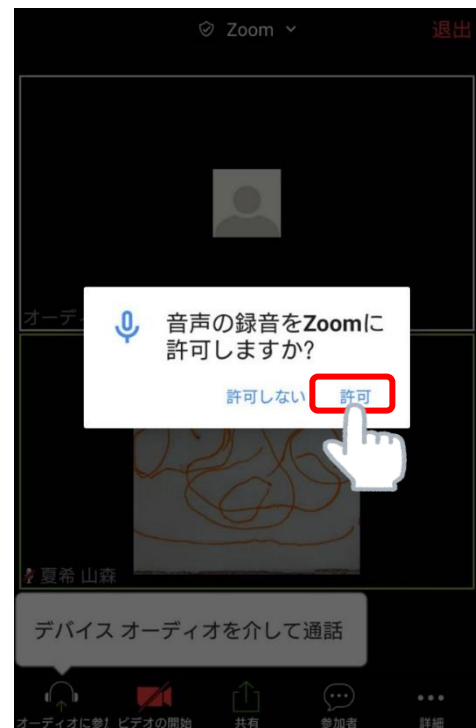 Zoom
退出
オーデ
音声の録音をZoomに
許可しますか?
許可しない
許可
夏希 山森
デバイス オーディオを介して通話
オーディオに参加
ビデオの開始
共有
参加者
詳細